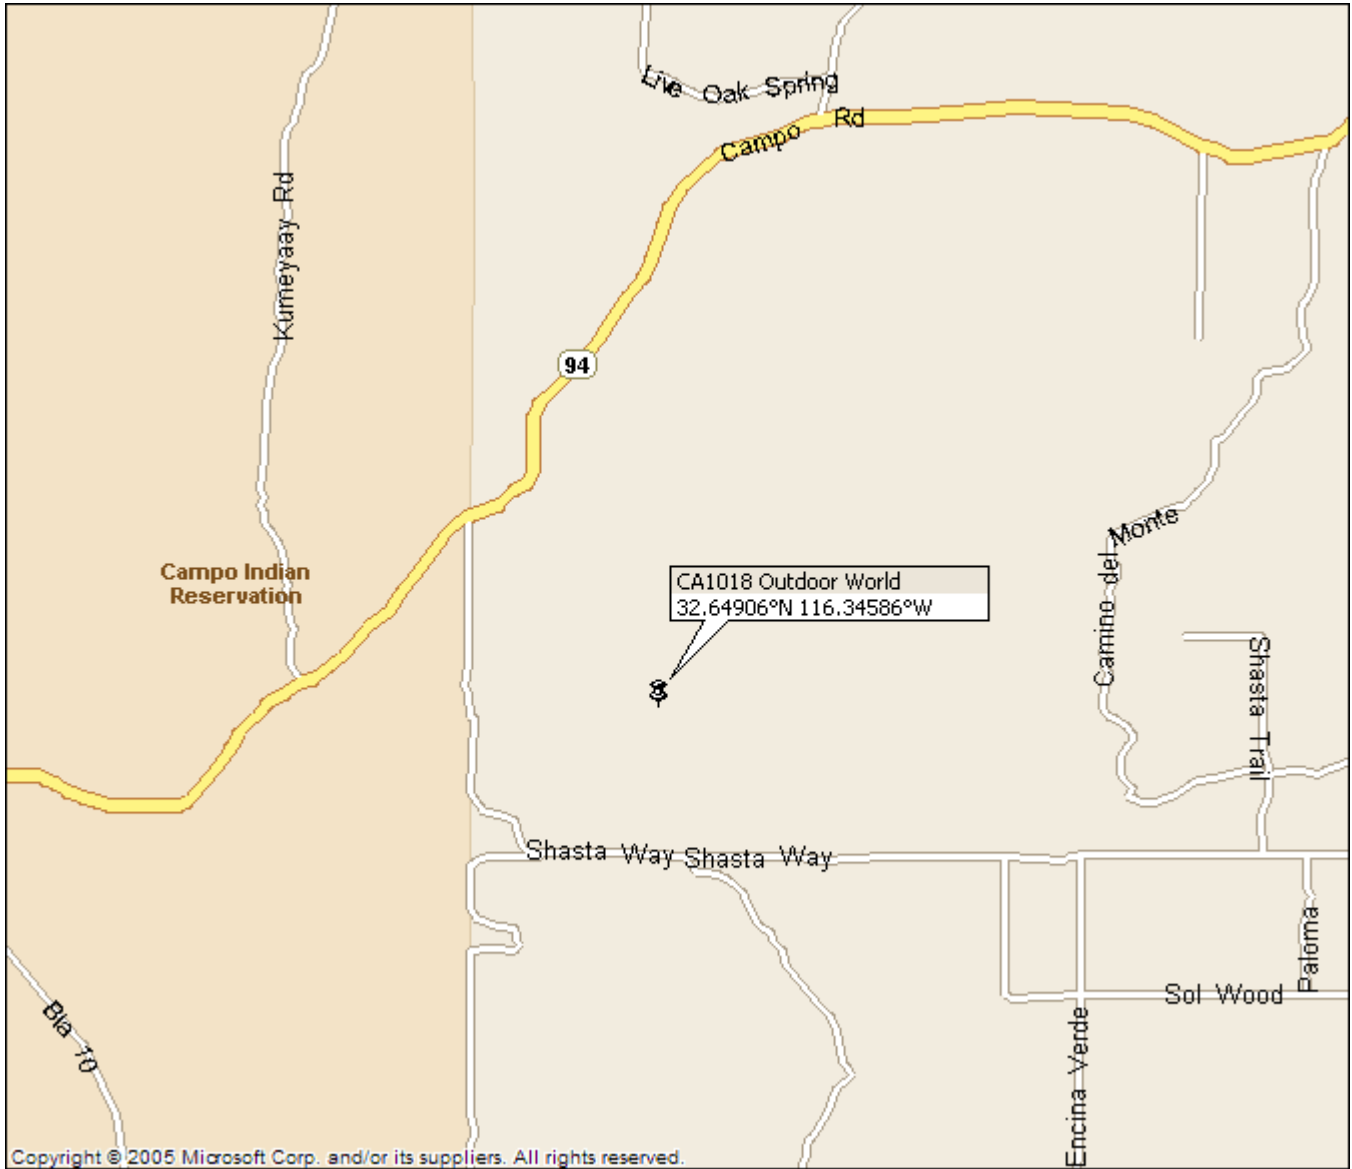 Live Oak Spring
Campo Rd
Kumeyaay Rd
94
Monte
Camino del
Campo Indian
Reservation
CA1018 Outdoor World
32.64906°N 116.34586°W
Shasta Trail
Shasta Way
Shasta Way
Paloma
Sol Wood
Encina Verde
Bia 10
Copyright © 2005 Microsoft Corp. and/or its suppliers. All rights reserved.